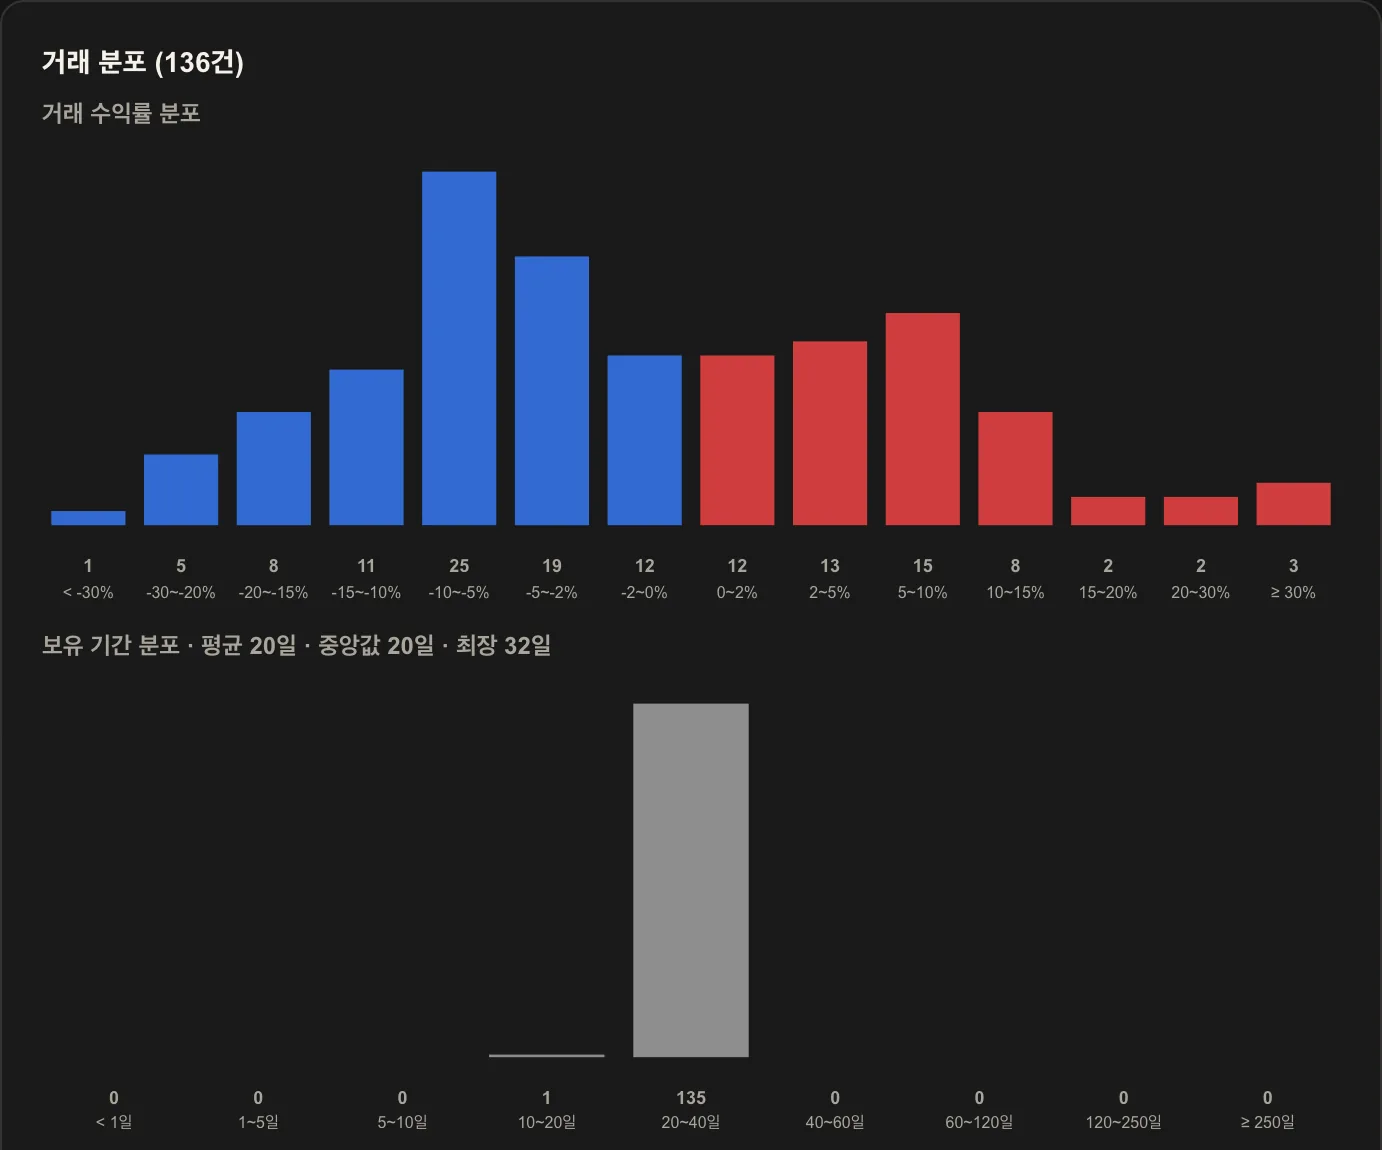 거래 분포 (136건)
거래 수익률 분포
1 5 8 11 25 19 12 12 13 15 8 2 2 3
< -30% -30~-20% -20~-15% -15~-10% -10~-5% -5~-2% -2~0% 0~2% 2~5% 5~10% 10~15% 15~20% 20~30% ≥ 30%
보유 기간 분포 · 평균 20일 · 중앙값 20일 · 최장 32일
0 0 0 1 135 0 0 0 0
< 1일 1~5일 5~10일 10~20일 20~40일 40~60일 60~120일 120~250일 ≥ 250일